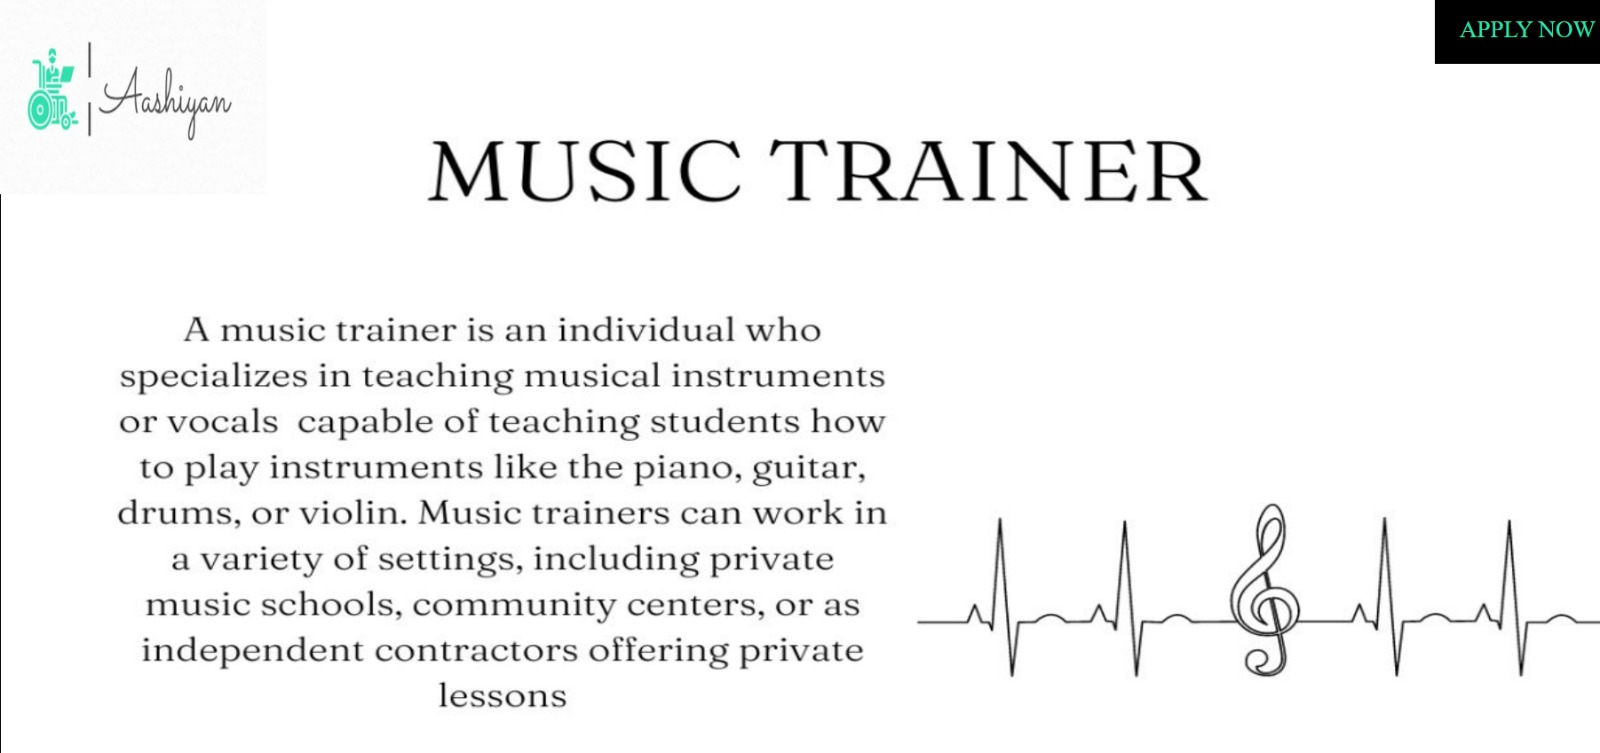 APPLY NOW
Aashiyan
MUSIC TRAINER
A music trainer is an individual who
specializes in teaching musical instruments
or vocals  capable of teaching students how
to play instruments like the piano, guitar,
drums, or violin. Music trainers can work in
a variety of settings, including private
music schools, community centers, or as
independent contractors offering private
lessons